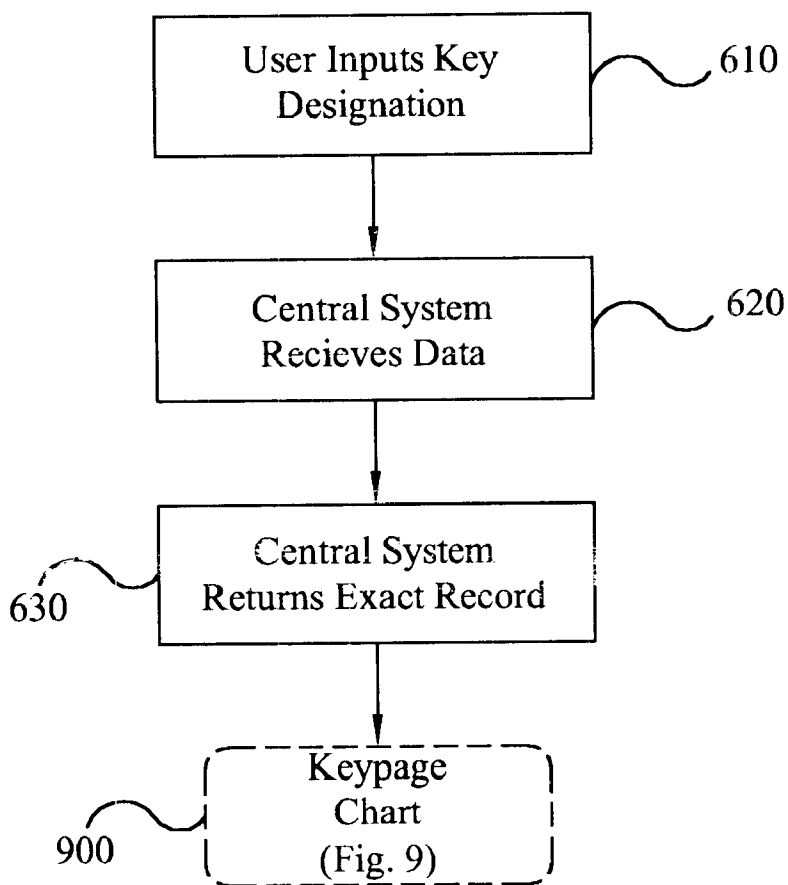 User Inputs Key
Designation
610
Central System
Recieves Data
620
Central System
Returns Exact Record
630
Keypage
Chart
(Fig. 9)
900